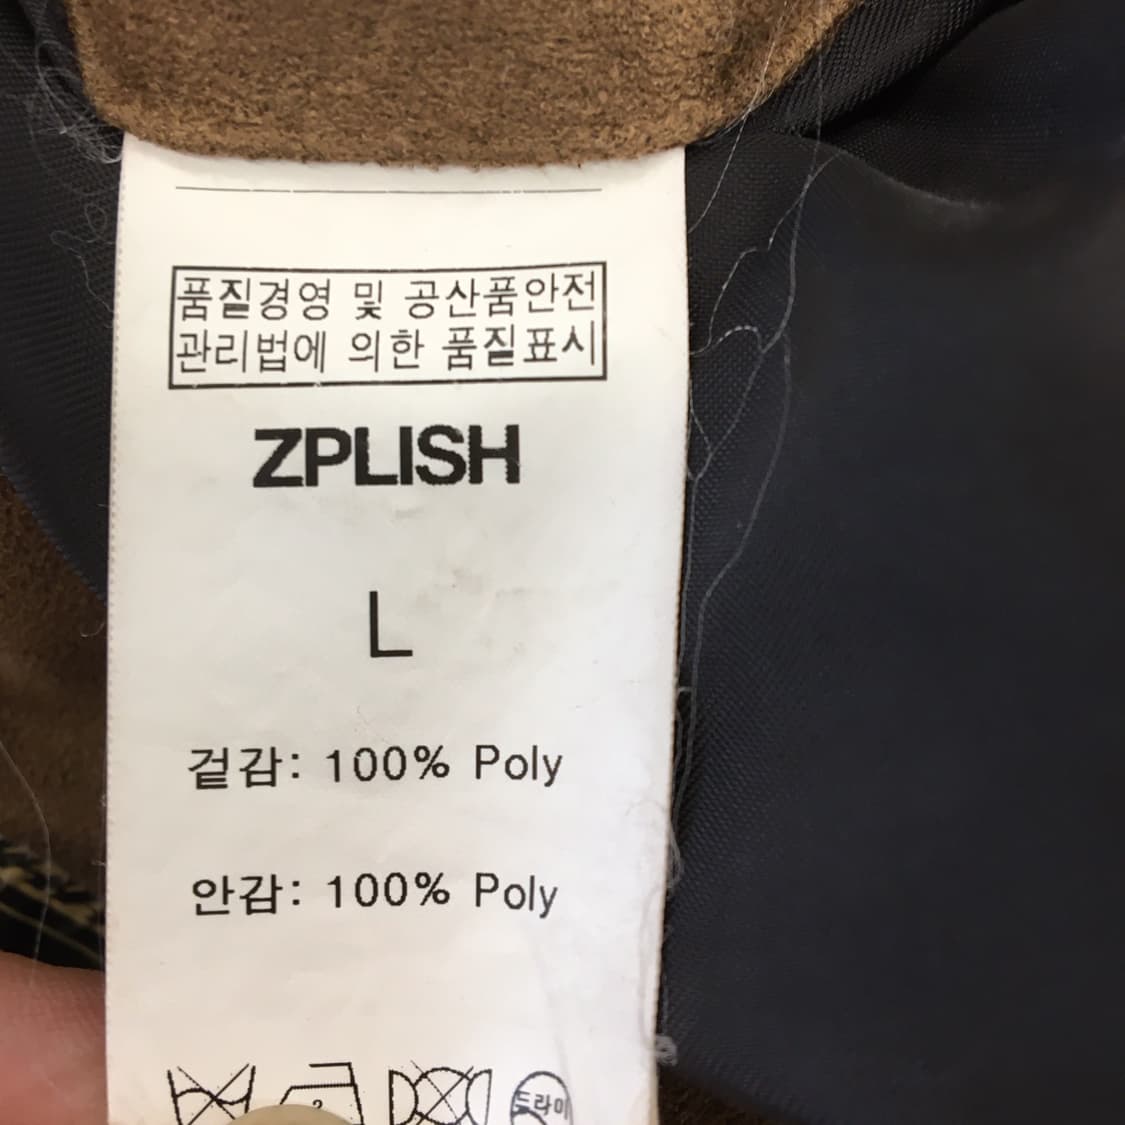 품질경영 및 공산품안전
관리법에 의한 품질표시
ZPLISH
L
겉감: 100% Poly
안감: 100% Poly
2
드라이